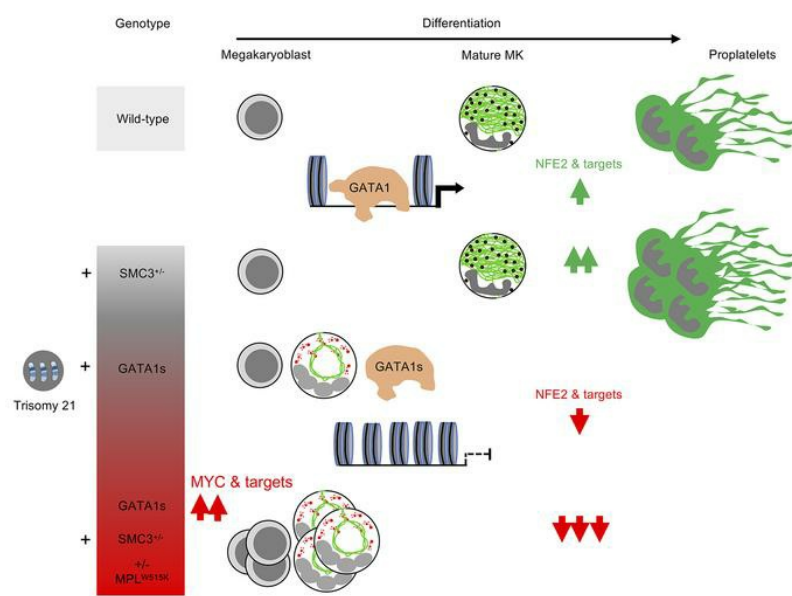 Genotype
Differentiation
Megakaryoblast
Mature MK
Proplatelets
Wild-type
NFE2 & targets
GATA1
+
SMC3+/-
Trisomy 21
+
GATA1s
GATA1s
NFE2 & targets
MYC & targets
GATA1s
+
SMC3+/-
+/-
MPLW515K